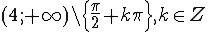 (4; +∞)\{π/2 + kπ}, k ∈ Z